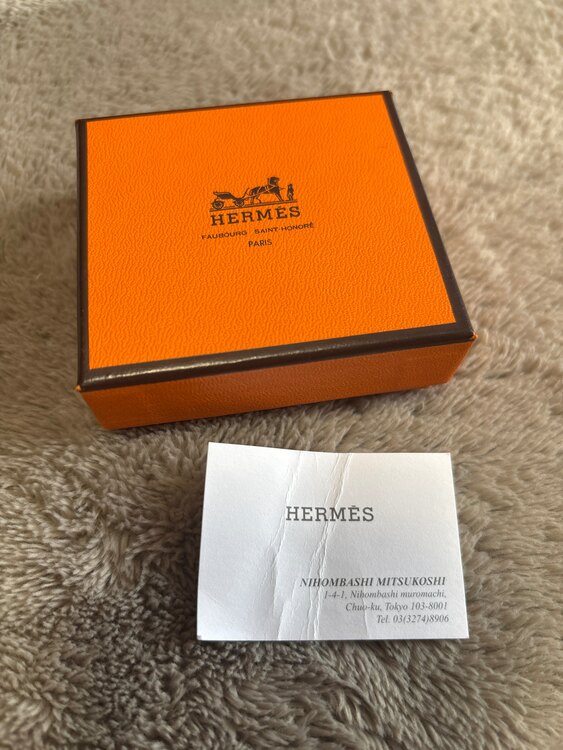 HERMÈS
FAUBOURG SAINT-HONORÉ
PARIS
HERMÈS
NIHOMBASHI MITSUKOSHI
1-4-1, Nihombashi muromachi,
Chuo-ku, Tokyo 103-8001
Tel. 03(3274)8906